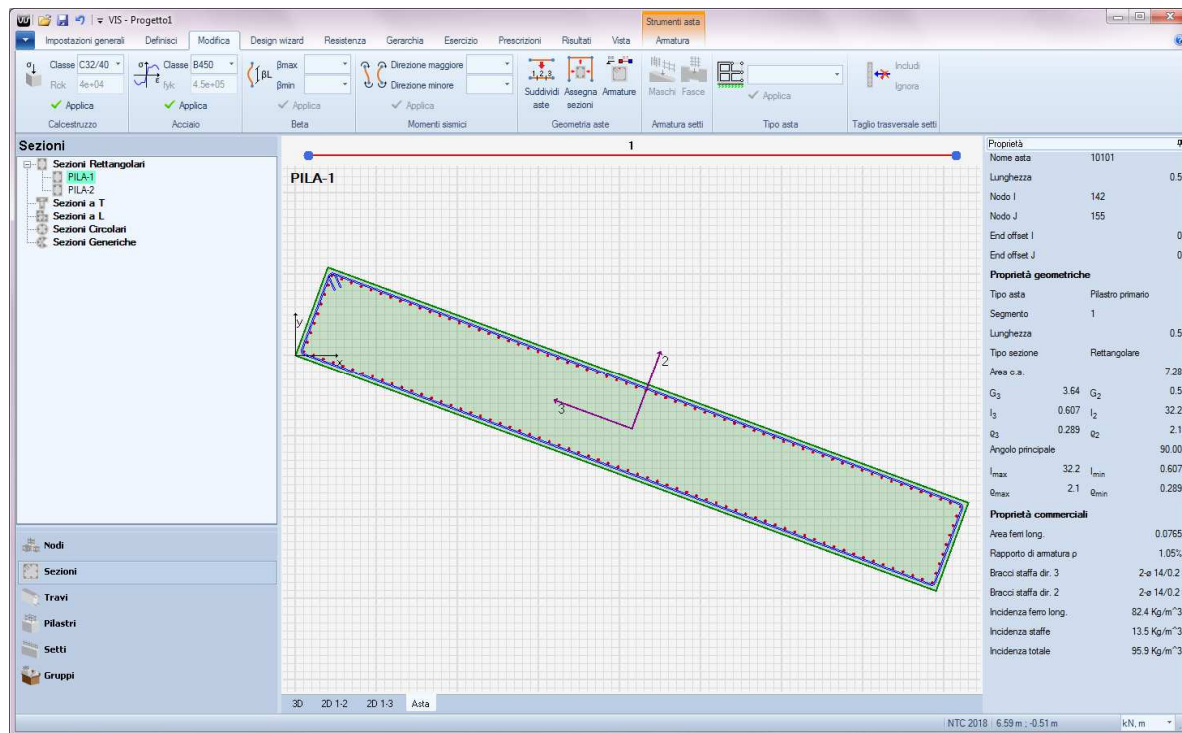 VIS - Progetto1
Strumenti asta
Impostazioni generali Definisci Modifica Design wizard Resistenza Gerarchia Esercizio Prescrizioni Risultati Vista Armatura
Classe C32/40 Classe B450 βmax Direzione maggiore Includi
Rck 4e+04 fyk 4.5e+05 βL βmin Direzione minore Suddividi aste Assegna sezioni Armature Maschi Fasce Ignora
Applica Applica Applica Applica Applica
Calcestruzzo Acciaio Beta Momenti sismici Geometria aste Armatura setti Tipo asta Taglio trasversale setti
Sezioni
Sezioni Rettangolari
PILA-1
PILA-2
Sezioni a T
Sezioni a L
Sezioni Circolari
Sezioni Generiche
Nodi
Sezioni
Travi
Pilastri
Setti
Gruppi
1
PILA-1
y
x
2
3
3D 2D 1-2 2D 1-3 Asta
Proprietà
Nome asta 10101
Lunghezza 0.5
Nodo I 142
Nodo J 155
End offset I 0
End offset J 0
Proprietà geometriche
Tipo asta Pilastro primario
Segmento 1
Lunghezza 0.5
Tipo sezione Rettangolare
Area c.a. 7.28
G3 3.64 G2 0.5
I3 0.607 I2 32.2
ϱ3 0.289 ϱ2 2.1
Angolo principale 90.00
Imax 32.2 Imin 0.607
ϱmax 2.1 ϱmin 0.289
Proprietà commerciali
Area ferri long. 0.0765
Rapporto di armatura ρ 1.05%
Bracci staffa dir. 3 2-ø 14/0.2
Bracci staffa dir. 2 2-ø 14/0.2
Incidenza ferro long. 82.4 Kg/m^3
Incidenza staffe 13.5 Kg/m^3
Incidenza totale 95.9 Kg/m^3
NTC 2018 6.59 m ; -0.51 m kN, m